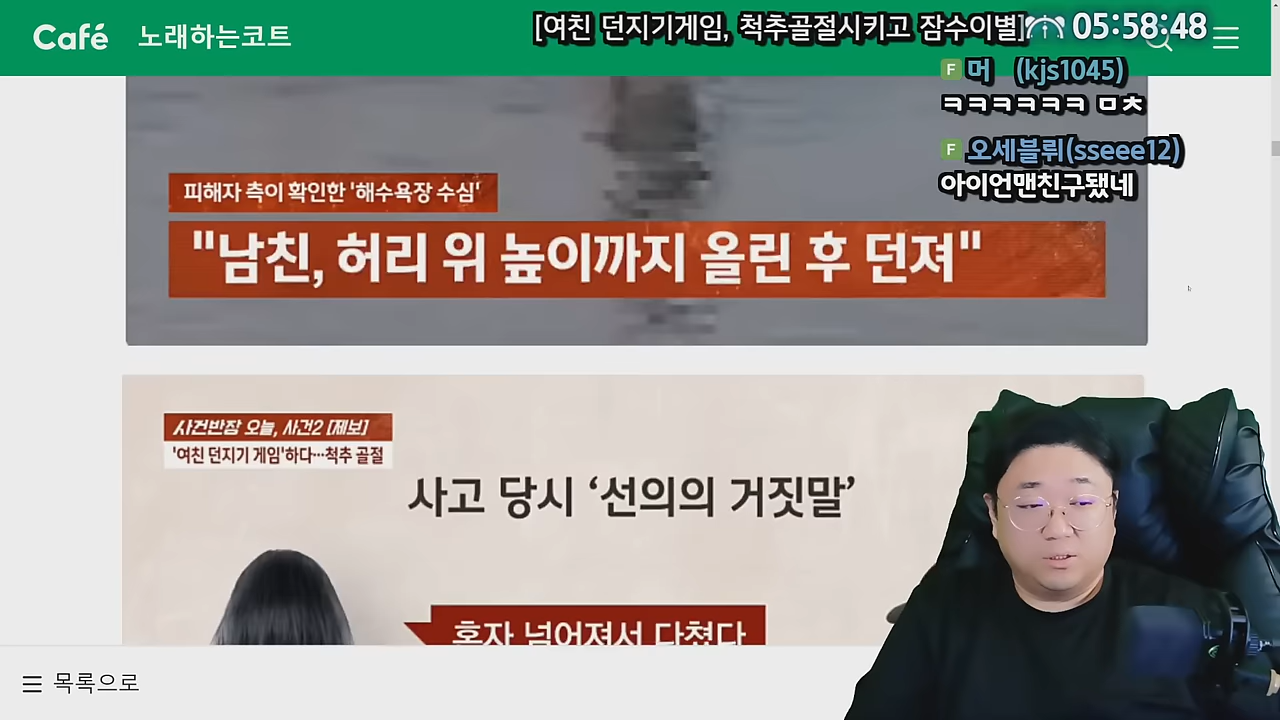 Café 노래하는코트
[여친 던지기게임, 척추골절시키고 잠수이별]
05:58:48
F 머 (kjs1045)
ㅋㅋㅋㅋㅋㅋ ㅁㅊ
F 오세블뤼(sseee12)
아이언맨친구됐네
피해자 측이 확인한 '해수욕장 수심'
"남친, 허리 위 높이까지 올린 후 던져"
사건반장 오늘, 사건2 [제보]
'여친 던지기 게임'하다…척추 골절
사고 당시 ‘선의의 거짓말’
혼자 넘어져서 다쳤다
목록으로